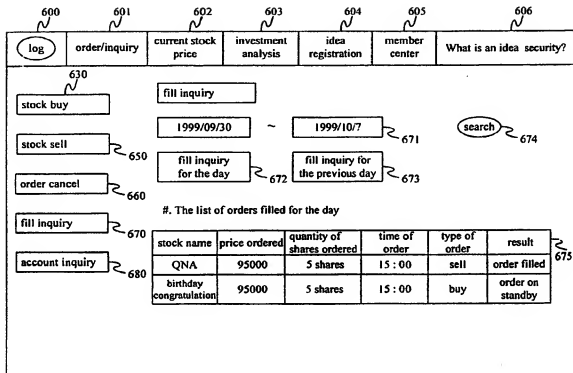 600 601 602 603 604 605 606
log order/inquiry current stock price investment analysis idea registration member center What is an idea security?
630
stock buy
fill inquiry
1999/09/30 ~ 1999/10/7 671 search 674
stock sell 650
fill inquiry for the day 672 fill inquiry for the previous day 673
order cancel 660
#. The list of orders filled for the day
fill inquiry 670
account inquiry 680
stock name price ordered quantity of shares ordered time of order type of order result 675
QNA 95000 5 shares 15 : 00 sell order filled
birthday congratulation 95000 5 shares 15 : 00 buy order on standby